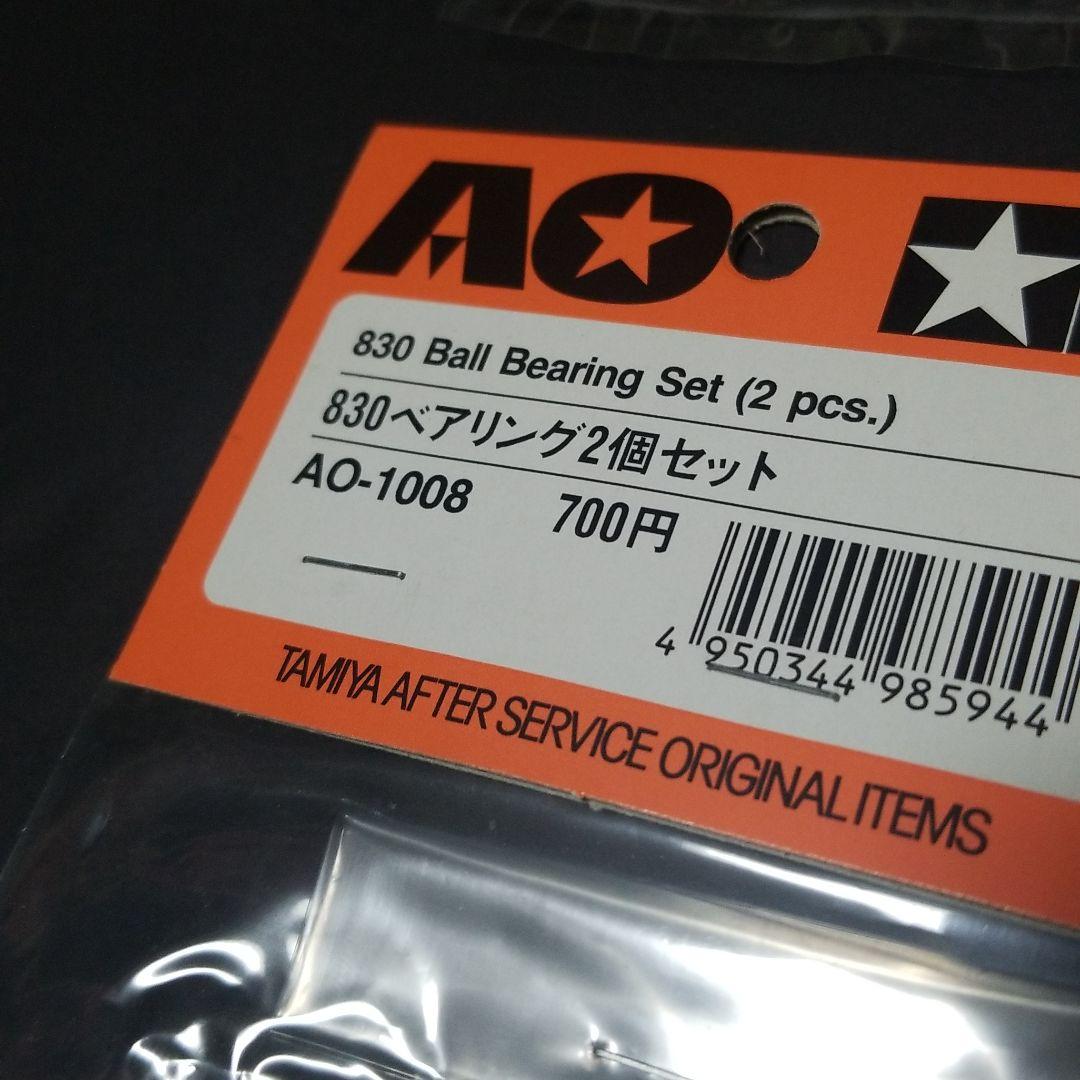 AO
830 Ball Bearing Set (2 pcs.)
830ベアリング2個セット
AO-1008 700円
4 950344 985944
TAMIYA AFTER SERVICE ORIGINAL ITEMS